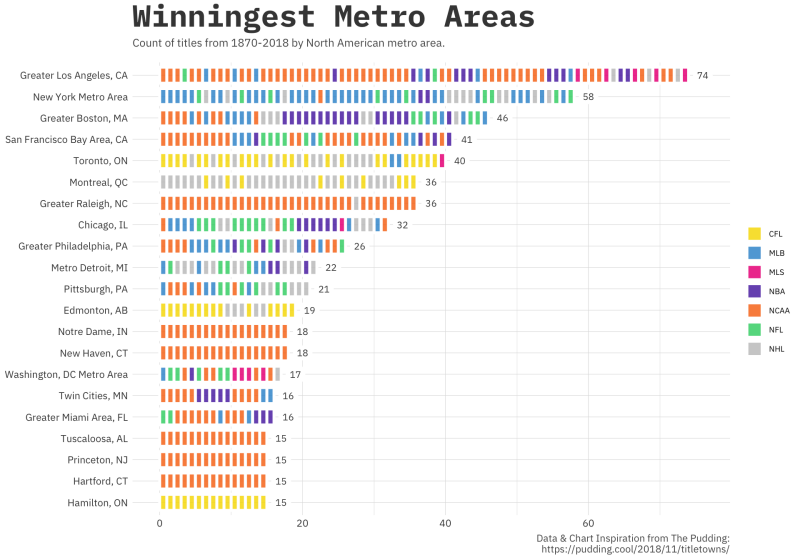 Winningest Metro Areas
Count of titles from 1870-2018 by North American metro area.
Greater Los Angeles, CA 74
New York Metro Area 58
Greater Boston, MA 46
San Francisco Bay Area, CA 41
Toronto, ON 40
Montreal, QC 36
Greater Raleigh, NC 36
Chicago, IL 32
Greater Philadelphia, PA 26
Metro Detroit, MI 22
Pittsburgh, PA 21
Edmonton, AB 19
Notre Dame, IN 18
New Haven, CT 18
Washington, DC Metro Area 17
Twin Cities, MN 16
Greater Miami Area, FL 16
Tuscaloosa, AL 15
Princeton, NJ 15
Hartford, CT 15
Hamilton, ON 15
0 20 40 60
CFL
MLB
MLS
NBA
NCAA
NFL
NHL
Data & Chart Inspiration from The Pudding:
https://pudding.cool/2018/11/titletowns/